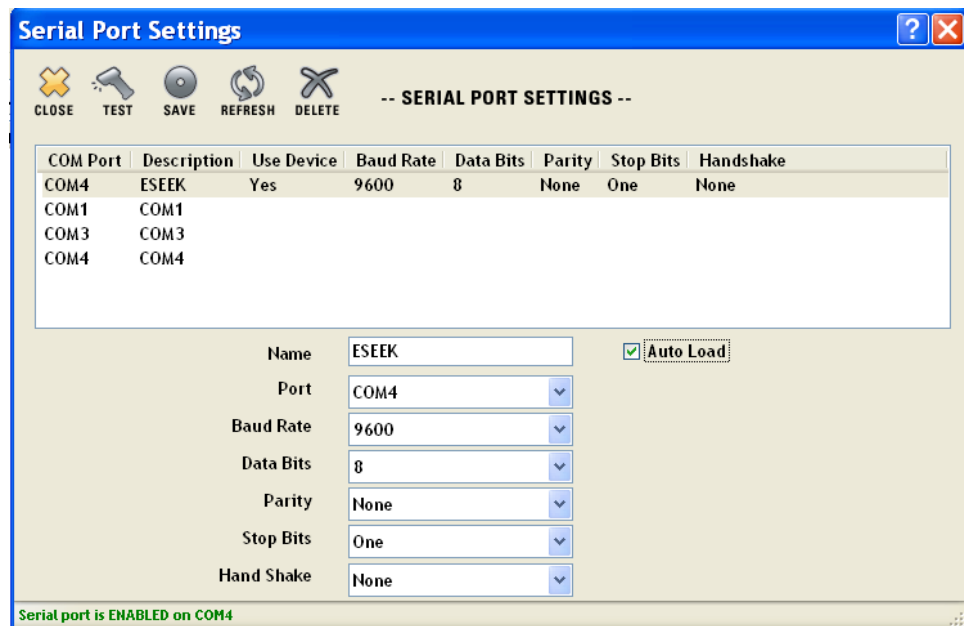 Serial Port Settings
CLOSE TEST SAVE REFRESH DELETE -- SERIAL PORT SETTINGS --
COM Port Description Use Device Baud Rate Data Bits Parity Stop Bits Handshake
COM4 ESEEK Yes 9600 8 None One None
COM1 COM1
COM3 COM3
COM4 COM4
Name ESEEK Auto Load
Port COM4
Baud Rate 9600
Data Bits 8
Parity None
Stop Bits One
Hand Shake None
Serial port is ENABLED on COM4